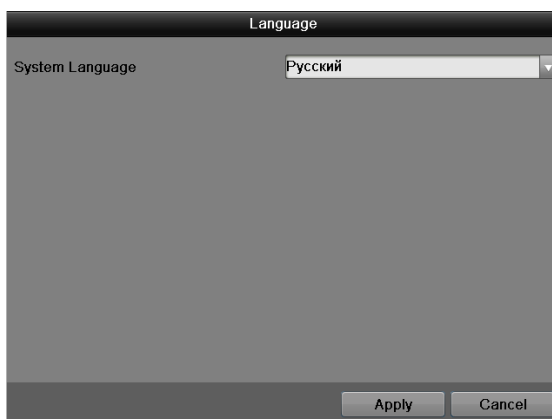 Language
System Language Русский
Apply Cancel